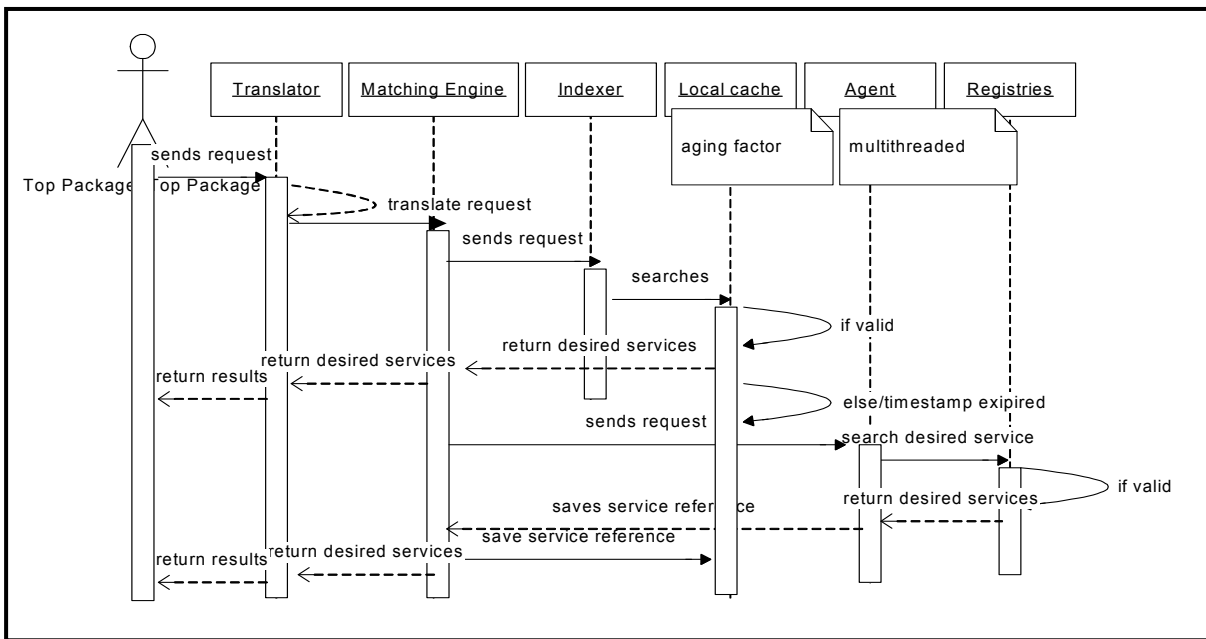 Translator
Matching Engine
Indexer
Local cache
Agent
Registries
aging factor
multithreaded
sends request
Top Package::Top Package
translate request
sends request
searches
if valid
return desired services
return desired services
return results
else/timestamp exipired
sends request
search desired service
if valid
return desired services
saves service reference
save service reference
return desired services
return results